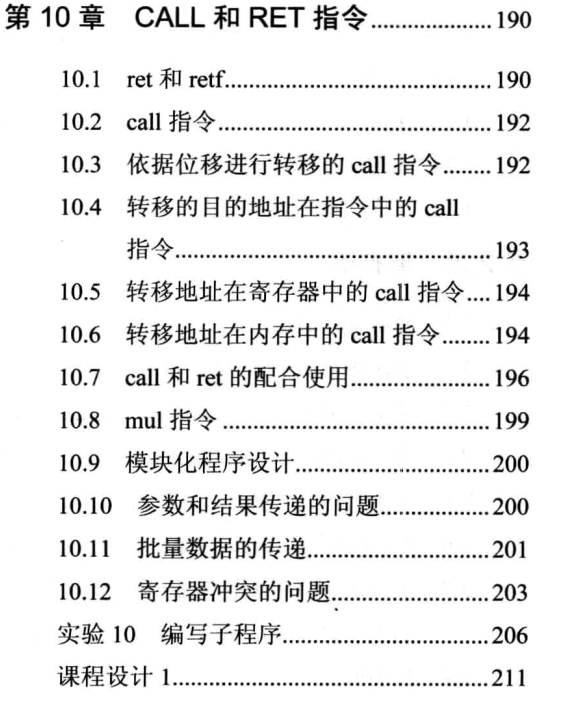 第 10 章 CALL 和 RET 指令....................190
10.1 ret 和 retf................................................190
10.2 call 指令.................................................192
10.3 依据位移进行转移的 call 指令........192
10.4 转移的目的地址在指令中的 call
指令.........................................................193
10.5 转移地址在寄存器中的 call 指令....194
10.6 转移地址在内存中的 call 指令........194
10.7 call 和 ret 的配合使用.........................196
10.8 mul 指令................................................199
10.9 模块化程序设计...................................200
10.10 参数和结果传递的问题...................200
10.11 批量数据的传递.................................201
10.12 寄存器冲突的问题............................203
实验 10 编写子程序.....................................206
课程设计 1.........................................................211